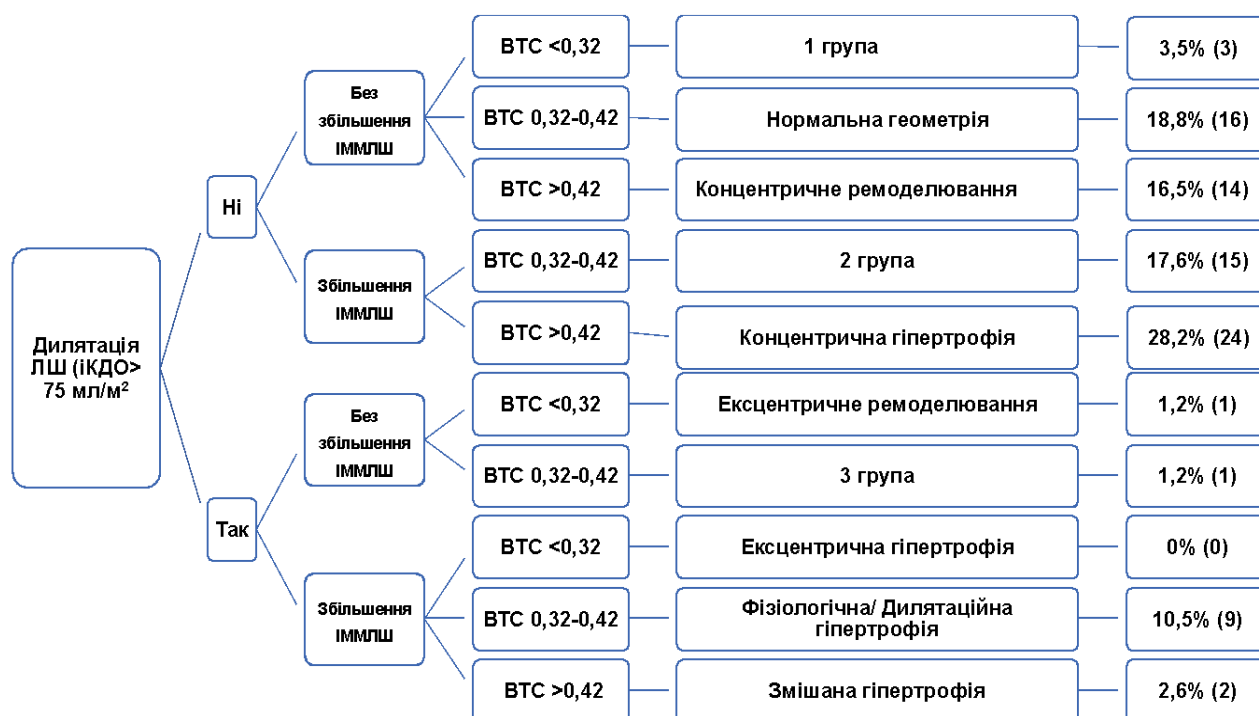 Дилятація
ЛШ (іКДО>
75 мл/м²
Ні
Так
Без
збільшення
ІММЛШ
Збільшення
ІММЛШ
Без
збільшення
ІММЛШ
Збільшення
ІММЛШ
ВТС <0,32 1 група 3,5% (3)
ВТС 0,32-0,42 Нормальна геометрія 18,8% (16)
ВТС >0,42 Концентричне ремоделювання 16,5% (14)
ВТС 0,32-0,42 2 група 17,6% (15)
ВТС >0,42 Концентрична гіпертрофія 28,2% (24)
ВТС <0,32 Ексцентричне ремоделювання 1,2% (1)
ВТС 0,32-0,42 3 група 1,2% (1)
ВТС <0,32 Ексцентрична гіпертрофія 0% (0)
ВТС 0,32-0,42 Фізіологічна/ Дилятаційна
гіпертрофія 10,5% (9)
ВТС >0,42 Змішана гіпертрофія 2,6% (2)